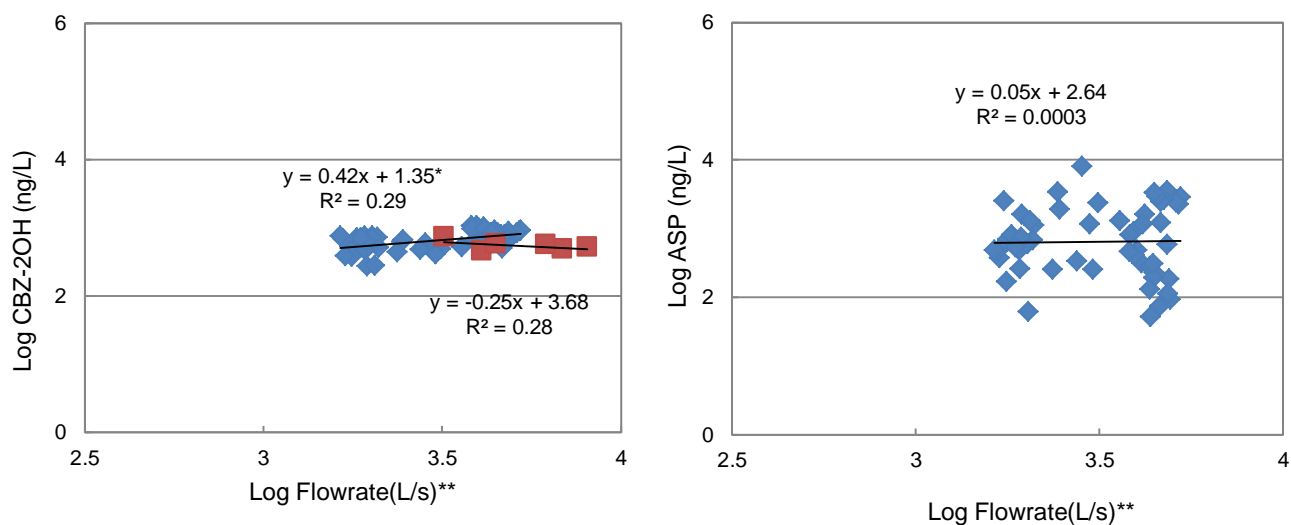 6
4
2
0
2.5
3
3.5
4
Log CBZ-2OH (ng/L)
Log Flowrate(L/s)**
y = 0.42x + 1.35*
R² = 0.29
y = -0.25x + 3.68
R² = 0.28
6
4
2
0
2.5
3
3.5
4
Log ASP (ng/L)
Log Flowrate(L/s)**
y = 0.05x + 2.64
R² = 0.0003